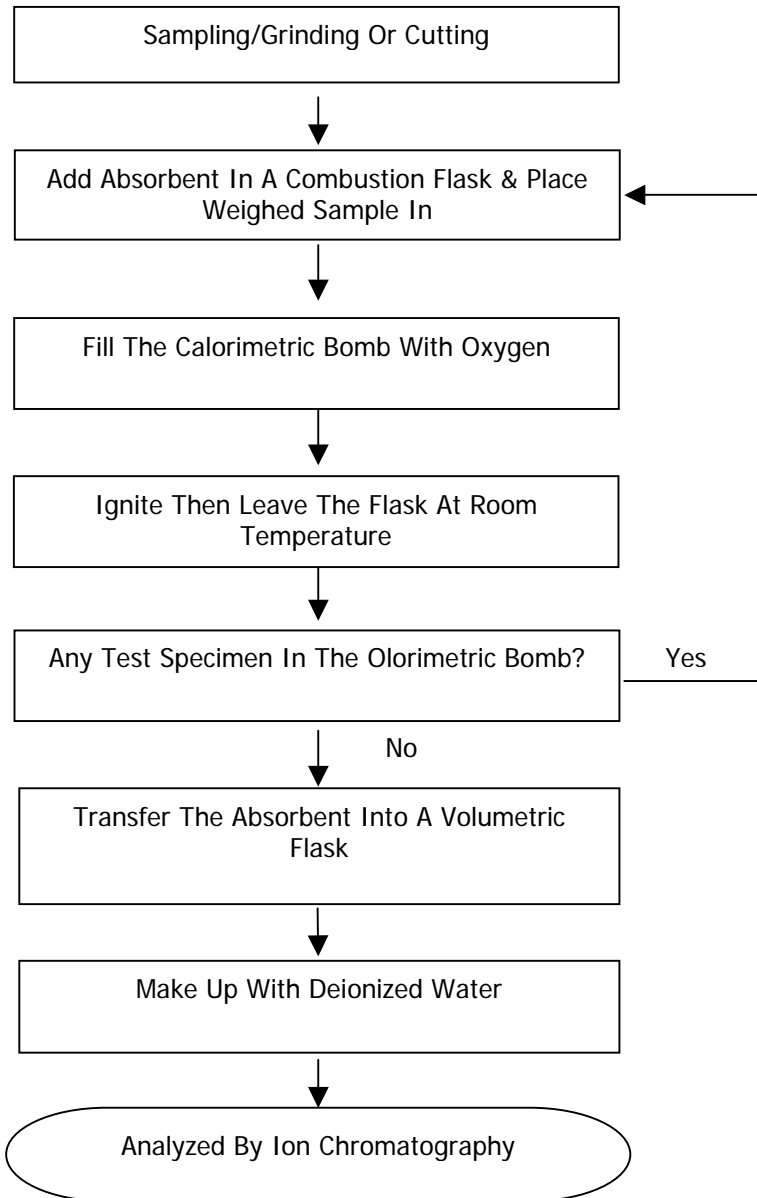 Sampling/Grinding Or Cutting
Add Absorbent In A Combustion Flask & Place
Weighed Sample In
Fill The Calorimetric Bomb With Oxygen
Ignite Then Leave The Flask At Room
Temperature
Any Test Specimen In The Olorimetric Bomb?
Yes
No
Transfer The Absorbent Into A Volumetric
Flask
Make Up With Deionized Water
Analyzed By Ion Chromatography